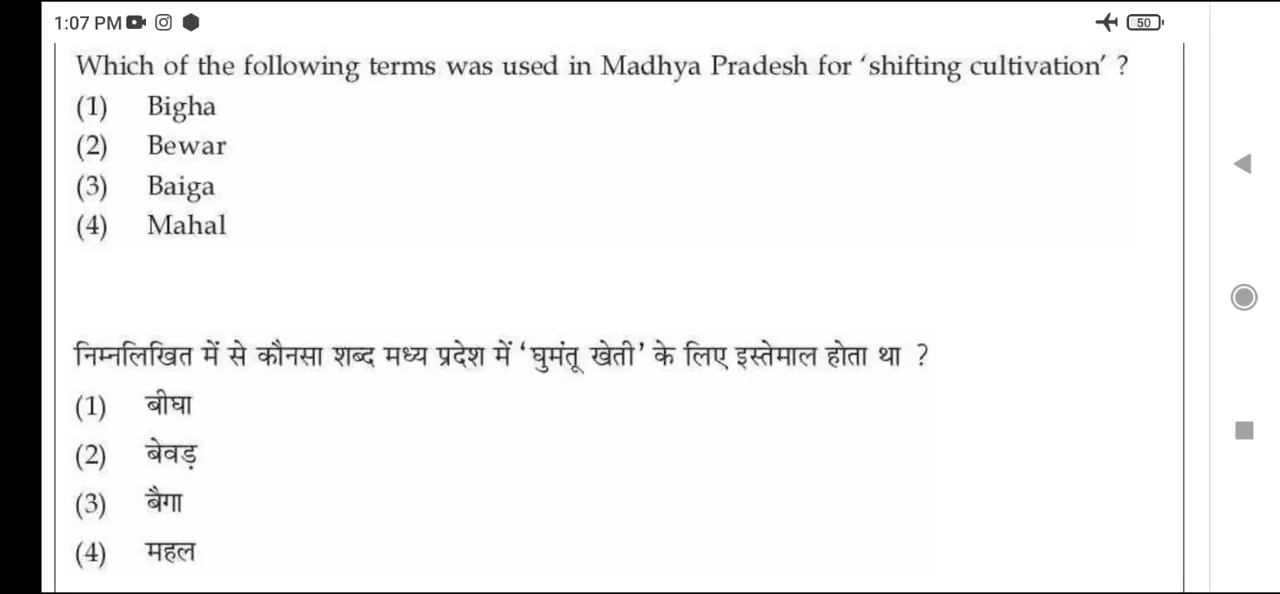 1:07 PM
50
Which of the following terms was used in Madhya Pradesh for ‘shifting cultivation’ ?
(1) Bigha
(2) Bewar
(3) Baiga
(4) Mahal
निम्नलिखित में से कौनसा शब्द मध्य प्रदेश में ‘घुमंतू खेती’ के लिए इस्तेमाल होता था ?
(1) बीघा
(2) बेवड़
(3) बैगा
(4) महल